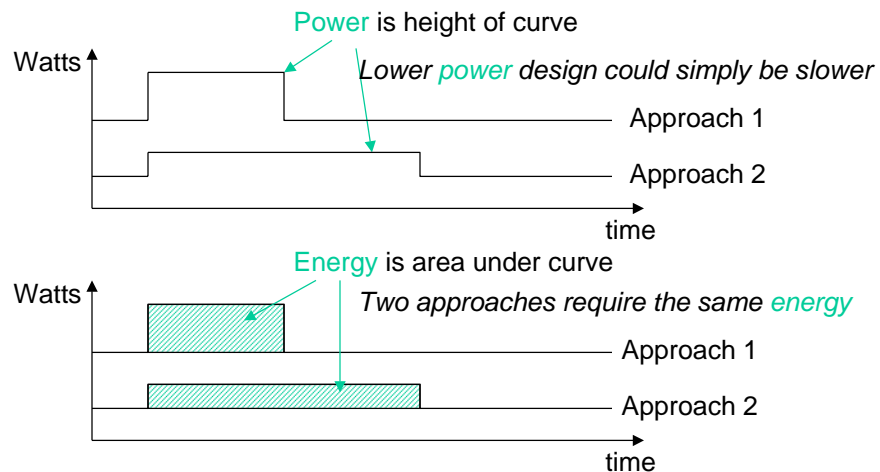 Power is height of curve
Watts
Lower power design could simply be slower
Approach 1
Approach 2
time
Energy is area under curve
Watts
Two approaches require the same energy
Approach 1
Approach 2
time